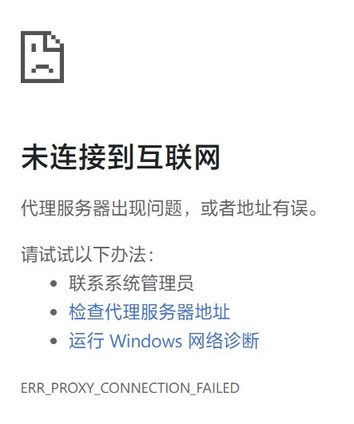 未连接到互联网
代理服务器出现问题，或者地址有误。
请试试以下办法：
• 联系系统管理员
• 检查代理服务器地址
• 运行 Windows 网络诊断
ERR_PROXY_CONNECTION_FAILED